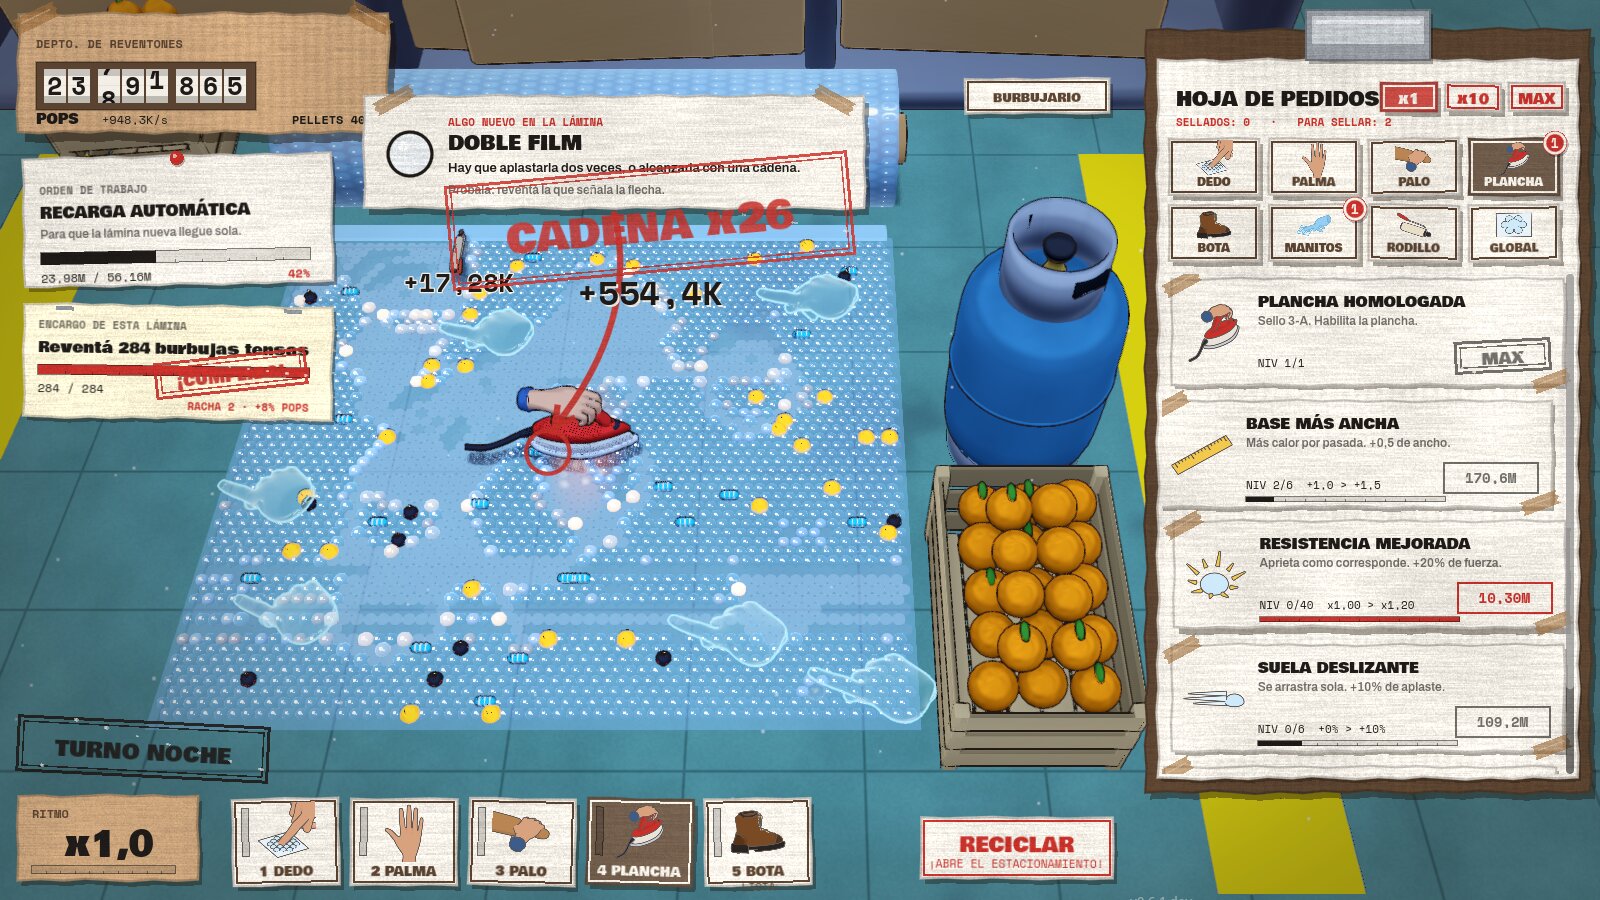 DEPTO. DE REVENTONES
865
POPS +948,3K/s PELLETS 40
ORDEN DE TRABAJO
RECARGA AUTOMÁTICA
Para que la lámina nueva llegue sola.
23,98M / 56,16M 42%
ENCARGO DE ESTA LÁMINA
Reventá 284 burbujas tensas
284 / 284
RACHA 2 · +8% POPS
ALGO NUEVO EN LA LÁMINA
DOBLE FILM
Hay que aplastarla dos veces, o alcanzarla con una cadena.
Probala: reventá la que señala la flecha.
CADENA x26
+17,28K
+554,4K
BURBUJARIO
HOJA DE PEDIDOS
x1 x10 MAX
SELLADOS: 0 · PARA SELLAR: 2
DEDO
PALMA
PALO
PLANCHA
1
BOTA
MANITOS
1
RODILLO
GLOBAL
PLANCHA HOMOLOGADA
Sello 3-A. Habilita la plancha.
NIV 1/1
MAX
BASE MÁS ANCHA
Más calor por pasada. +0,5 de ancho.
NIV 2/6 +1.0 > +1.5
170,6M
RESISTENCIA MEJORADA
Aprieta como corresponde. +20% de fuerza.
NIV 0/40 x1,00 > x1,20
10,30M
SUELA DESLIZANTE
Se arrastra sola. +10% de aplaste.
NIV 0/6 +0% > +10%
109,2M
TURNO NOCHE
RITMO
x1,0
1 DEDO
2 PALMA
3 PALO
4 PLANCHA
5 BOTA
RECICLAR
¡ABRE EL ESTACIONAMIENTO!